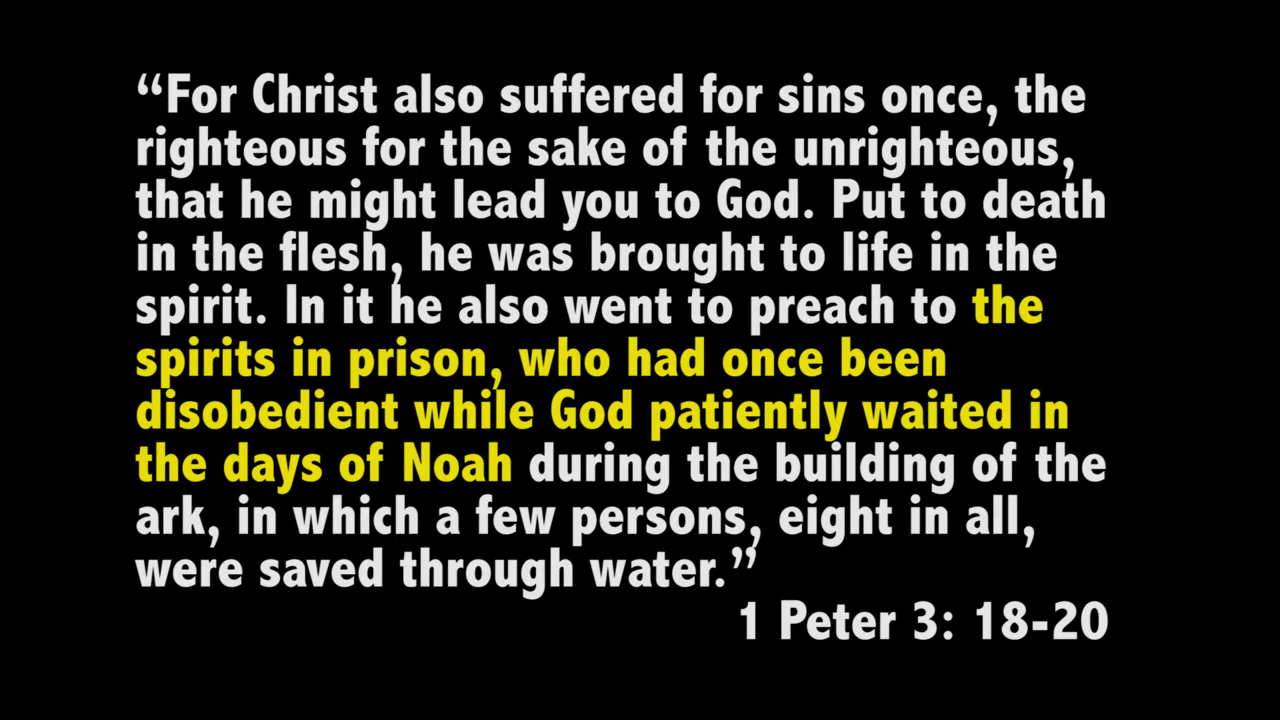 “For Christ also suffered for sins once, the
righteous for the sake of the unrighteous,
that he might lead you to God. Put to death
in the flesh, he was brought to life in the
spirit. In it he also went to preach to the
spirits in prison, who had once been
disobedient while God patiently waited in
the days of Noah during the building of the
ark, in which a few persons, eight in all,
were saved through water.”
1 Peter 3: 18-20